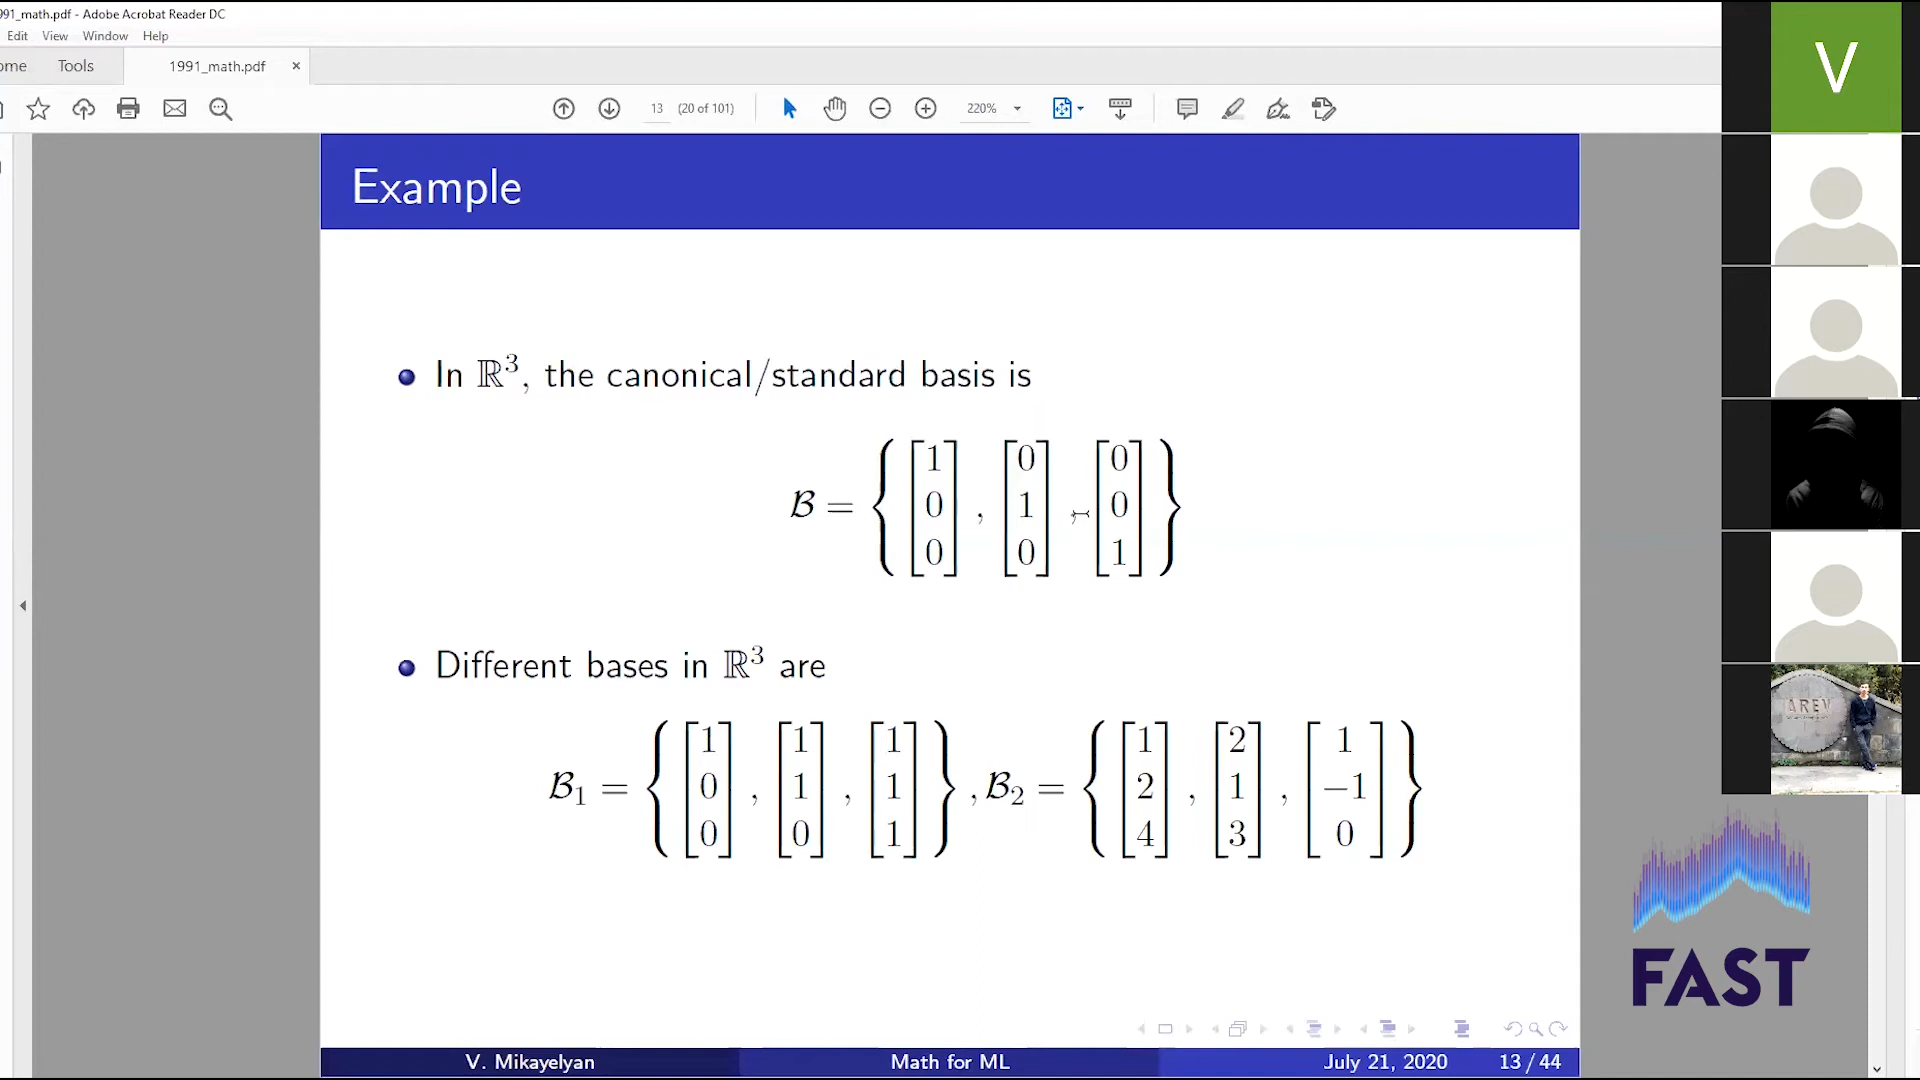 991_math.pdf - Adobe Acrobat Reader DC
Edit View Window Help
ome Tools 1991_math.pdf ×
13 (20 of 101) 220%
V
Example
In ℝ³, the canonical/standard basis is
ℬ = { [1 0 0], [0 1 0], [0 0 1] }
Different bases in ℝ³ are
ℬ₁ = { [1 0 0], [1 1 0], [1 1 1] }, ℬ₂ = { [1 2 4], [2 1 3], [1 −1 0] }
AREV
FAST
V. Mikayelyan Math for ML July 21, 2020 13 / 44